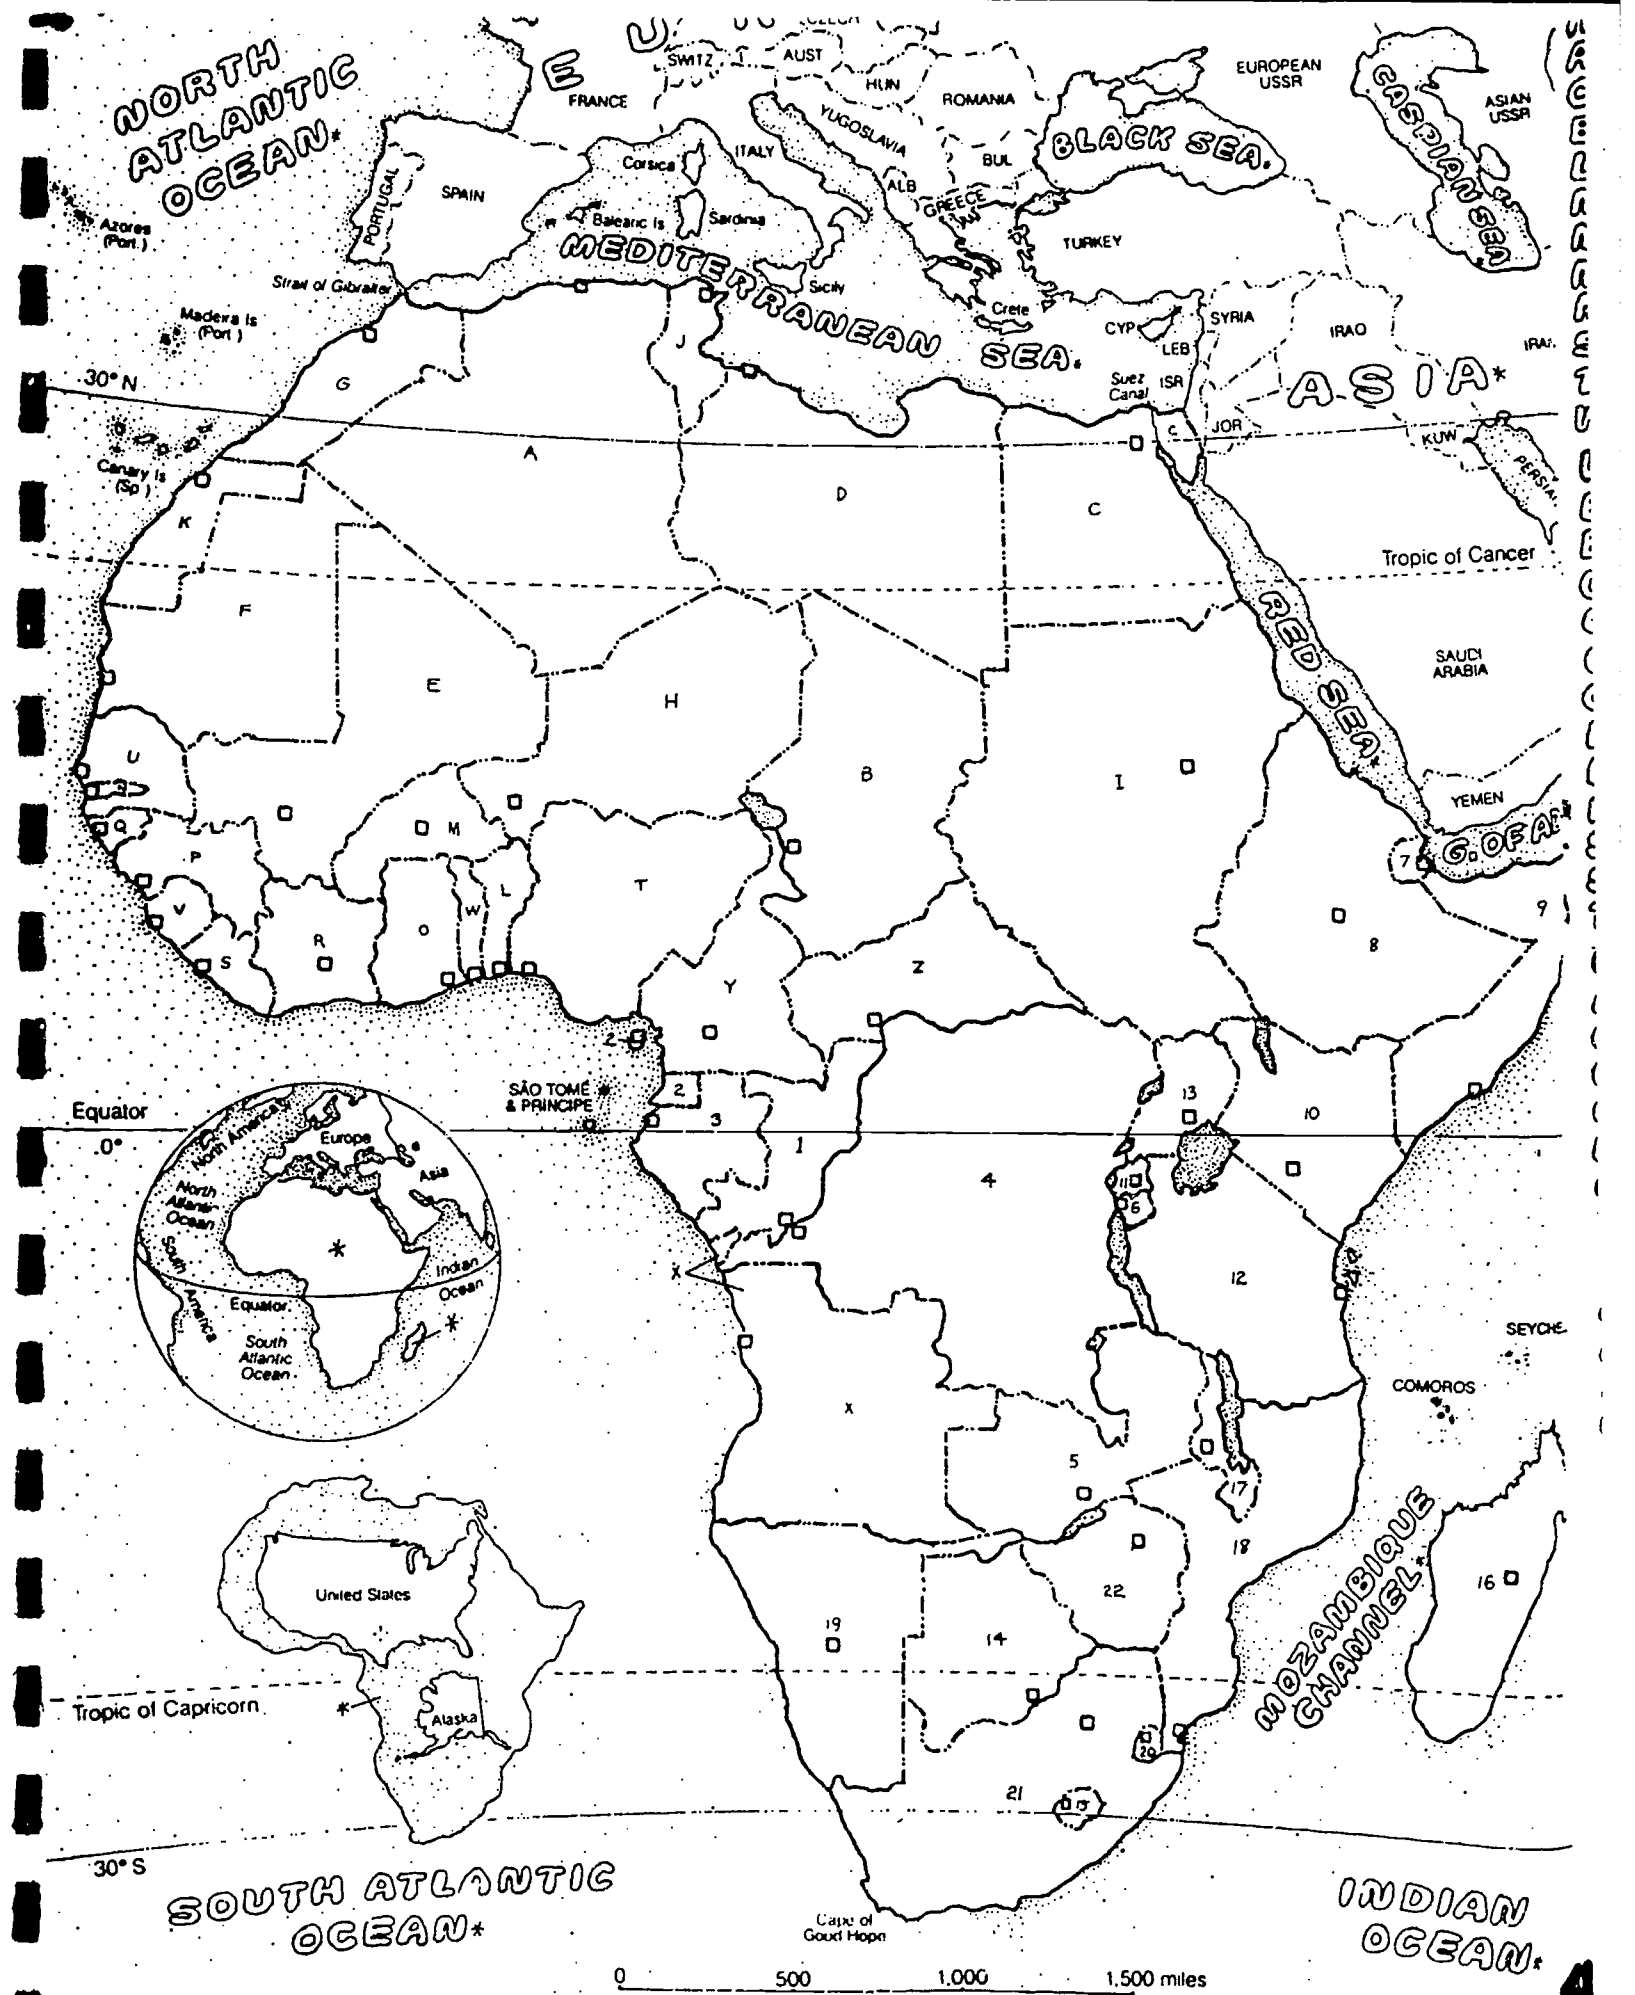 NORTH
ATLANTIC
OCEAN*
E U
SWITZ
AUST
HUN
FRANCE
ROMANIA
YUGOSLAVIA
EUROPEAN
USSR
ASIAN
USSR
CASPIAN SEA
BLACK SEA*
BUL
ALB
GREECE
ITALY
Corsica
SPAIN
PORTUGAL
Azores
(Port.)
Balearic Is
Sardinia
TURKEY
MEDITERRANEAN SEA*
Strait of Gibralter
Sicily
Crete
CYP
SYRIA
IRAQ
LEB
Madeira Is
(Port)
J
ASIA*
Suez
Canal
ISR
30° N
G
C
JOR
KUW
Canary Is
(Sp)
A
D
C
K
Tropic of Cancer
F
RED SEA*
SAUDI
ARABIA
E
H
U
B
I
YEMEN
Q
M
P
T
7
L
V
W
9
R
O
S
8
Z
Y
2
SÃO TOMÉ
& PRINCIPE
2
13
Equator
3
10
0°
1
4
11
6
North America
Europe
Asia
North
Atlantic
Ocean
*
South
America
Indian
Ocean
Equator
*
South
Atlantic
Ocean
X
12
COMOROS
X
5
17
18
MOZAMBIQUE
CHANNEL*
16
United States
22
19
14
Tropic of Capricorn
*
Alaska
20
21
15
30° S
SOUTH ATLANTIC
OCEAN*
Cape of
Good Hope
INDIAN
OCEAN*
0 500 1,000 1,500 miles
4